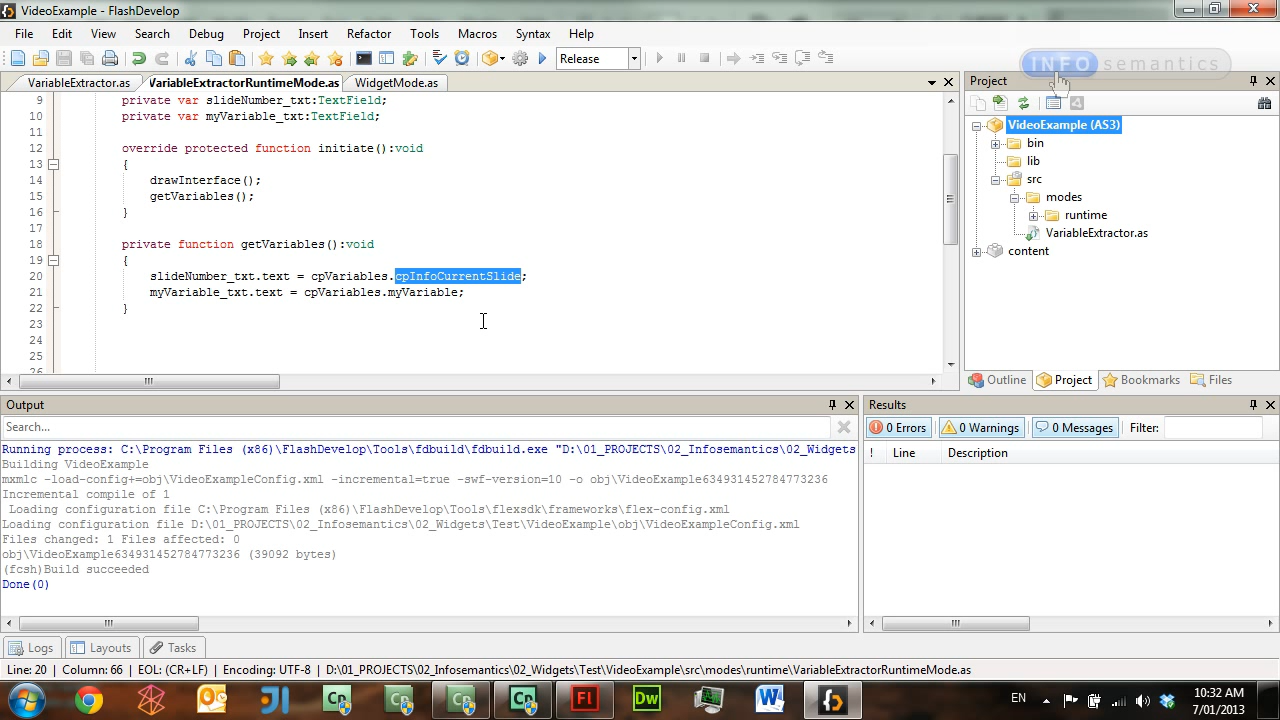 VideoExample - FlashDevelop
File Edit View Search Debug Project Insert Refactor Tools Macros Syntax Help
Release
INFO semantics
VariableExtractor.as VariableExtractorRuntimeMode.as WidgetMode.as
9 private var slideNumber_txt:TextField;
10 private var myVariable_txt:TextField;
11
12 override protected function initiate():void
13 {
14 drawInterface();
15 getVariables();
16 }
17
18 private function getVariables():void
19 {
20 slideNumber_txt.text = cpVariables.cpInfoCurrentSlide;
21 myVariable_txt.text = cpVariables.myVariable;
22 }
23
24
25
26
Project
VideoExample (AS3)
bin
lib
src
modes
runtime
VariableExtractor.as
content
Outline Project Bookmarks Files
Output
Search...
Running process: C:\Program Files (x86)\FlashDevelop\Tools\fdbuild\fdbuild.exe "D:\01_PROJECTS\02_Infosemantics\02_Widgets
Building VideoExample
mxmlc -load-config+=obj\VideoExampleConfig.xml -incremental=true -swf-version=10 -o obj\VideoExample634931452784773236
Incremental compile of 1
Loading configuration file C:\Program Files (x86)\FlashDevelop\Tools\flexsdk\frameworks\flex-config.xml
Loading configuration file D:\01_PROJECTS\02_Infosemantics\02_Widgets\Test\VideoExample\obj\VideoExampleConfig.xml
Files changed: 1 Files affected: 0
obj\VideoExample634931452784773236 (39092 bytes)
(fcsh)Build succeeded
Done(0)
Results
0 Errors 0 Warnings 0 Messages Filter:
! Line Description
Logs Layouts Tasks
Line: 20 | Column: 66 | EOL: (CR+LF) | Encoding: UTF-8 | D:\01_PROJECTS\02_Infosemantics\02_Widgets\Test\VideoExample\src\modes\runtime\VariableExtractorRuntimeMode.as
Cp Cp Cp Cp Fl Dw W
EN
10:32 AM
7/01/2013